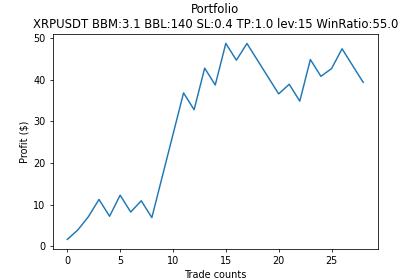 Portfolio
XRPUSDT BBM:3.1 BBL:140 SL:0.4 TP:1.0 lev:15 WinRatio:55.0
50
40
30
20
10
0
Profit ($)
0 5 10 15 20 25
Trade counts